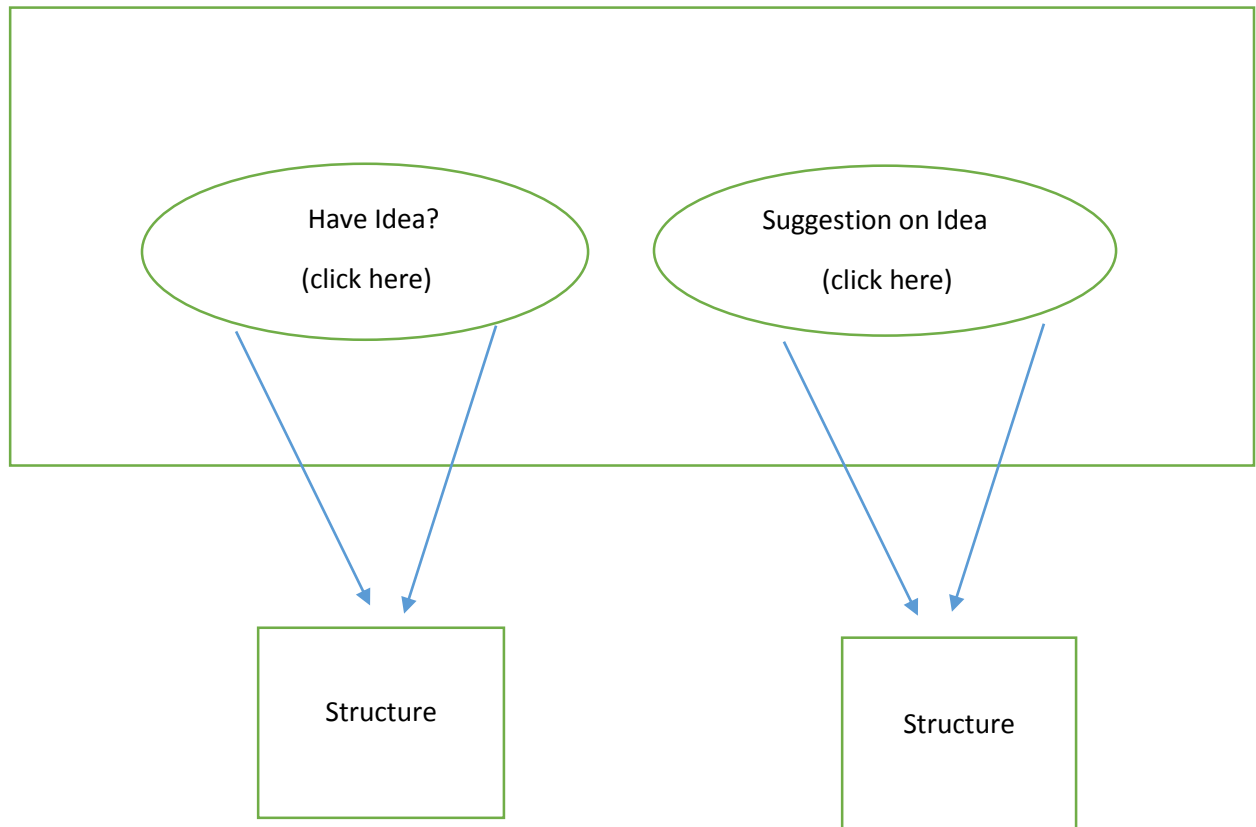 Have Idea?
(click here)
Suggestion on Idea
(click here)
Structure
Structure